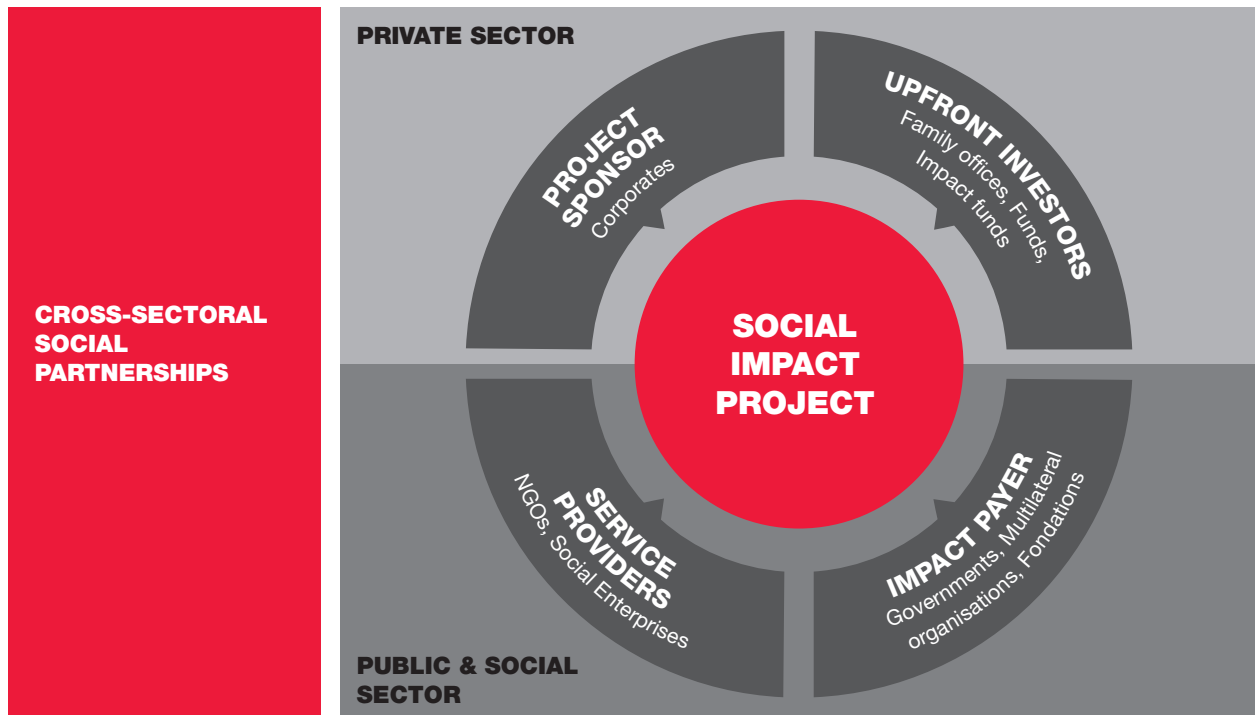 CROSS-SECTORAL
SOCIAL
PARTNERSHIPS
PRIVATE SECTOR
PROJECT
SPONSOR
Corporates
UPFRONT INVESTORS
Family offices, Funds,
Impact funds
SOCIAL
IMPACT
PROJECT
SERVICE
PROVIDERS
NGOs, Social Enterprises
IMPACT PAYER
Governments, Multilateral
organisations, Fondations
PUBLIC & SOCIAL
SECTOR